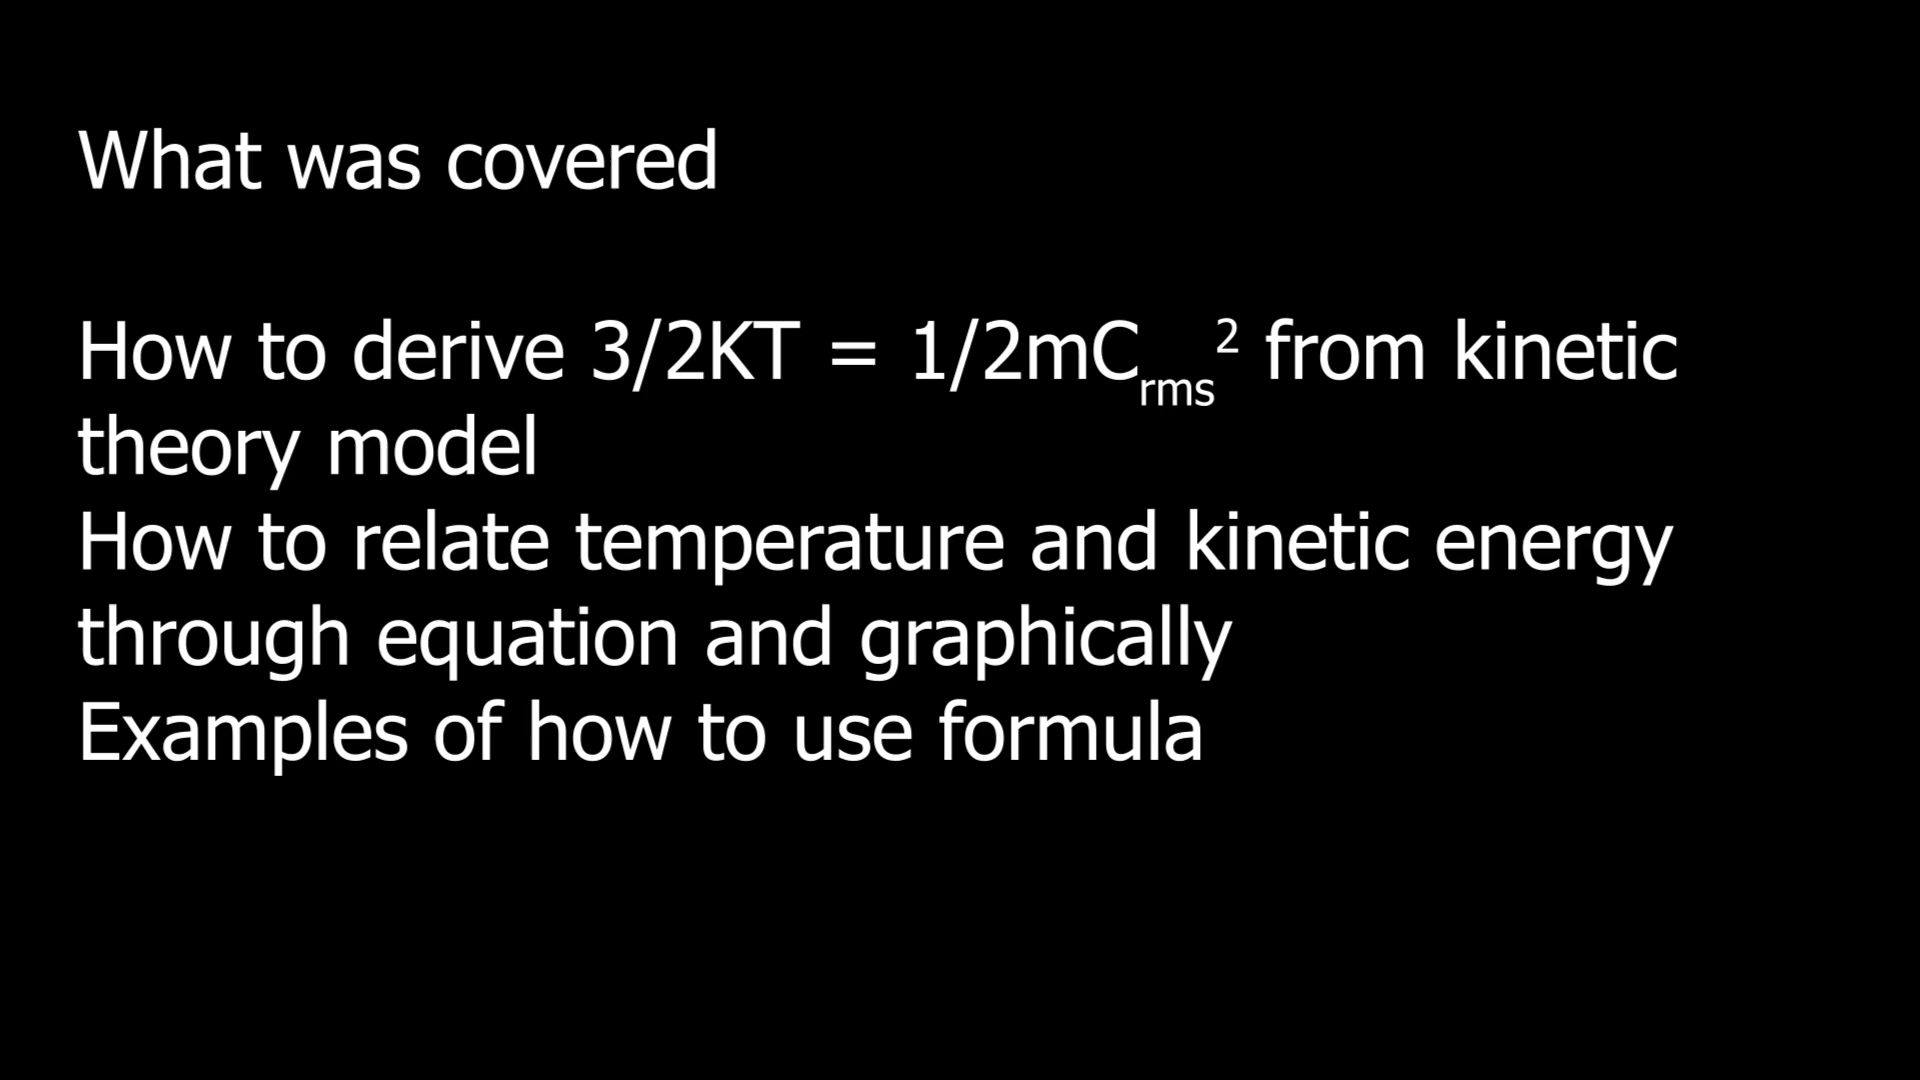 What was covered
How to derive 3/2KT = 1/2mCrms² from kinetic
theory model
How to relate temperature and kinetic energy
through equation and graphically
Examples of how to use formula